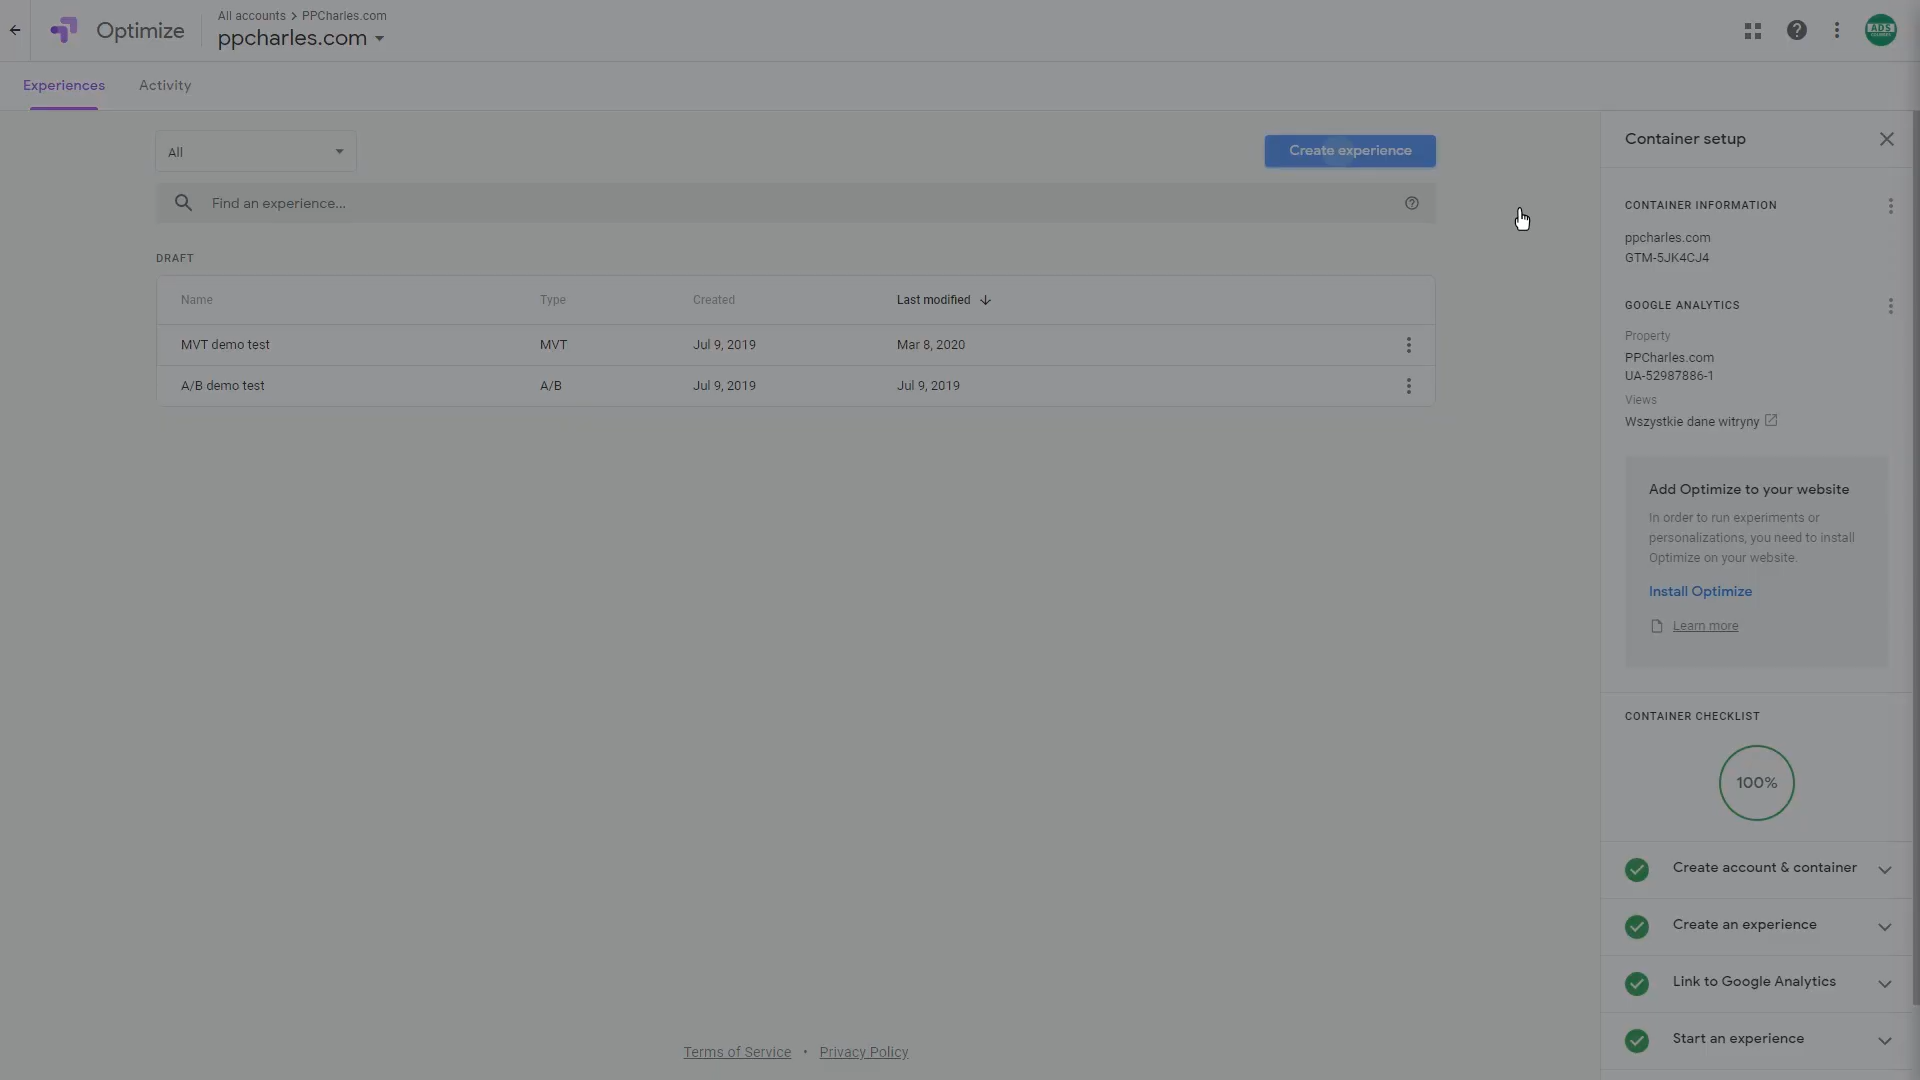 All accounts > PPCharles.com
Optimize
ppcharles.com
ADS
Experiences
Activity
All
Create experience
Find an experience...
DRAFT
Name Type Created Last modified
MVT demo test MVT Jul 9, 2019 Mar 8, 2020
A/B demo test A/B Jul 9, 2019 Jul 9, 2019
Terms of Service • Privacy Policy
Container setup
CONTAINER INFORMATION
ppcharles.com
GTM-5JK4CJ4
GOOGLE ANALYTICS
Property
PPCharles.com
UA-52987886-1
Views
Wszystkie dane witryny
Add Optimize to your website
In order to run experiments or
personalizations, you need to install
Optimize on your website.
Install Optimize
Learn more
CONTAINER CHECKLIST
100%
Create account & container
Create an experience
Link to Google Analytics
Start an experience